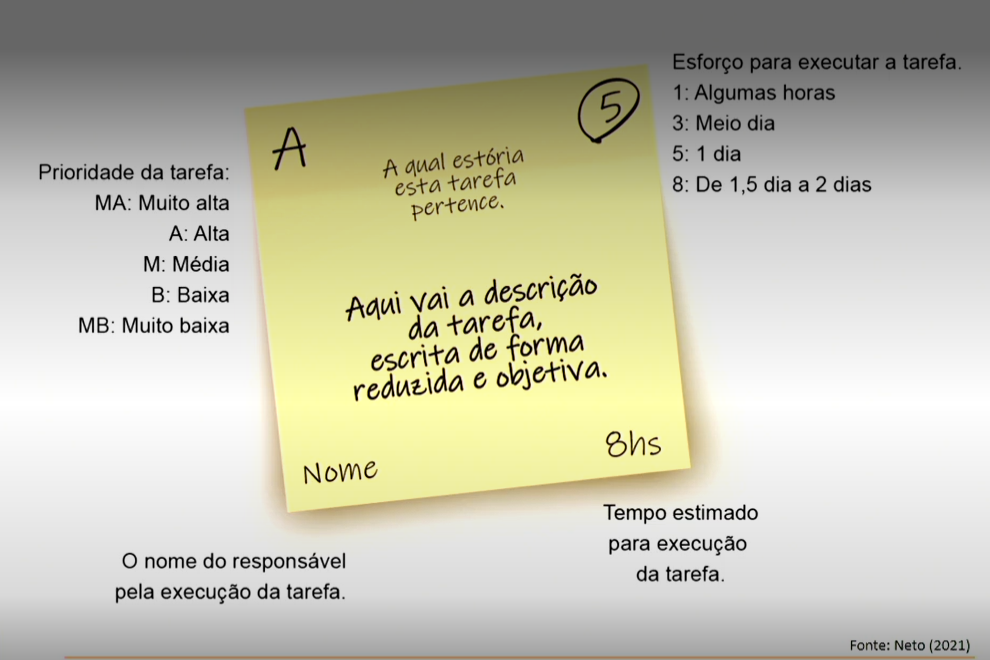 Esforço para executar a tarefa.
1: Algumas horas
3: Meio dia
5: 1 dia
8: De 1,5 dia a 2 dias
Prioridade da tarefa:
MA: Muito alta
A: Alta
M: Média
B: Baixa
MB: Muito baixa
A
5
A qual estória
esta tarefa
pertence.
Aqui vai a descrição
da tarefa,
escrita de forma
reduzida e objetiva.
Nome
8hs
O nome do responsável
pela execução da tarefa.
Tempo estimado
para execução
da tarefa.
Fonte: Neto (2021)